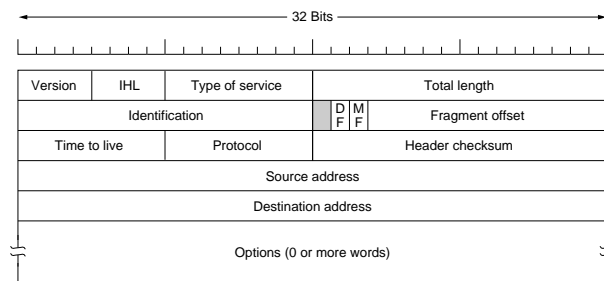 32 Bits
Version IHL Type of service Total length
Identification D F M F Fragment offset
Time to live Protocol Header checksum
Source address
Destination address
Options (0 or more words)